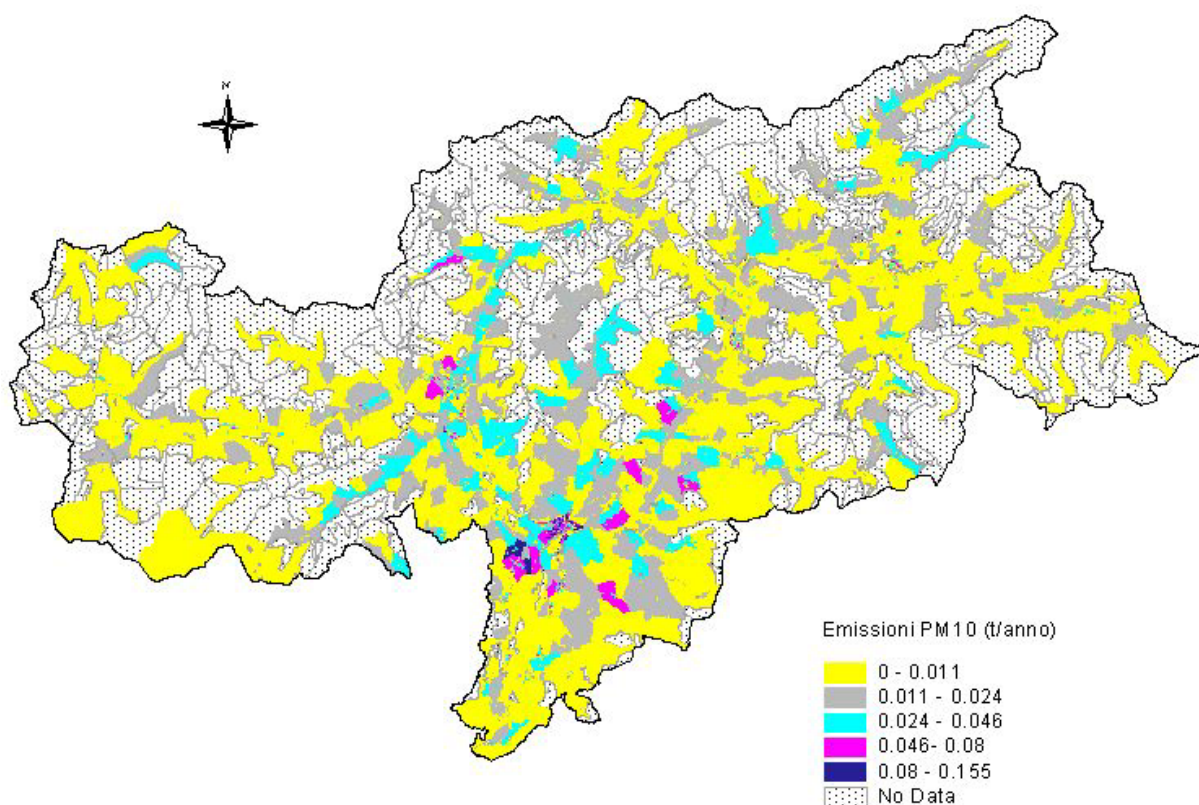 N
Emissioni PM10 (t/anno)
0 - 0.011
0.011 - 0.024
0.024 - 0.046
0.046- 0.08
0.08 - 0.155
No Data